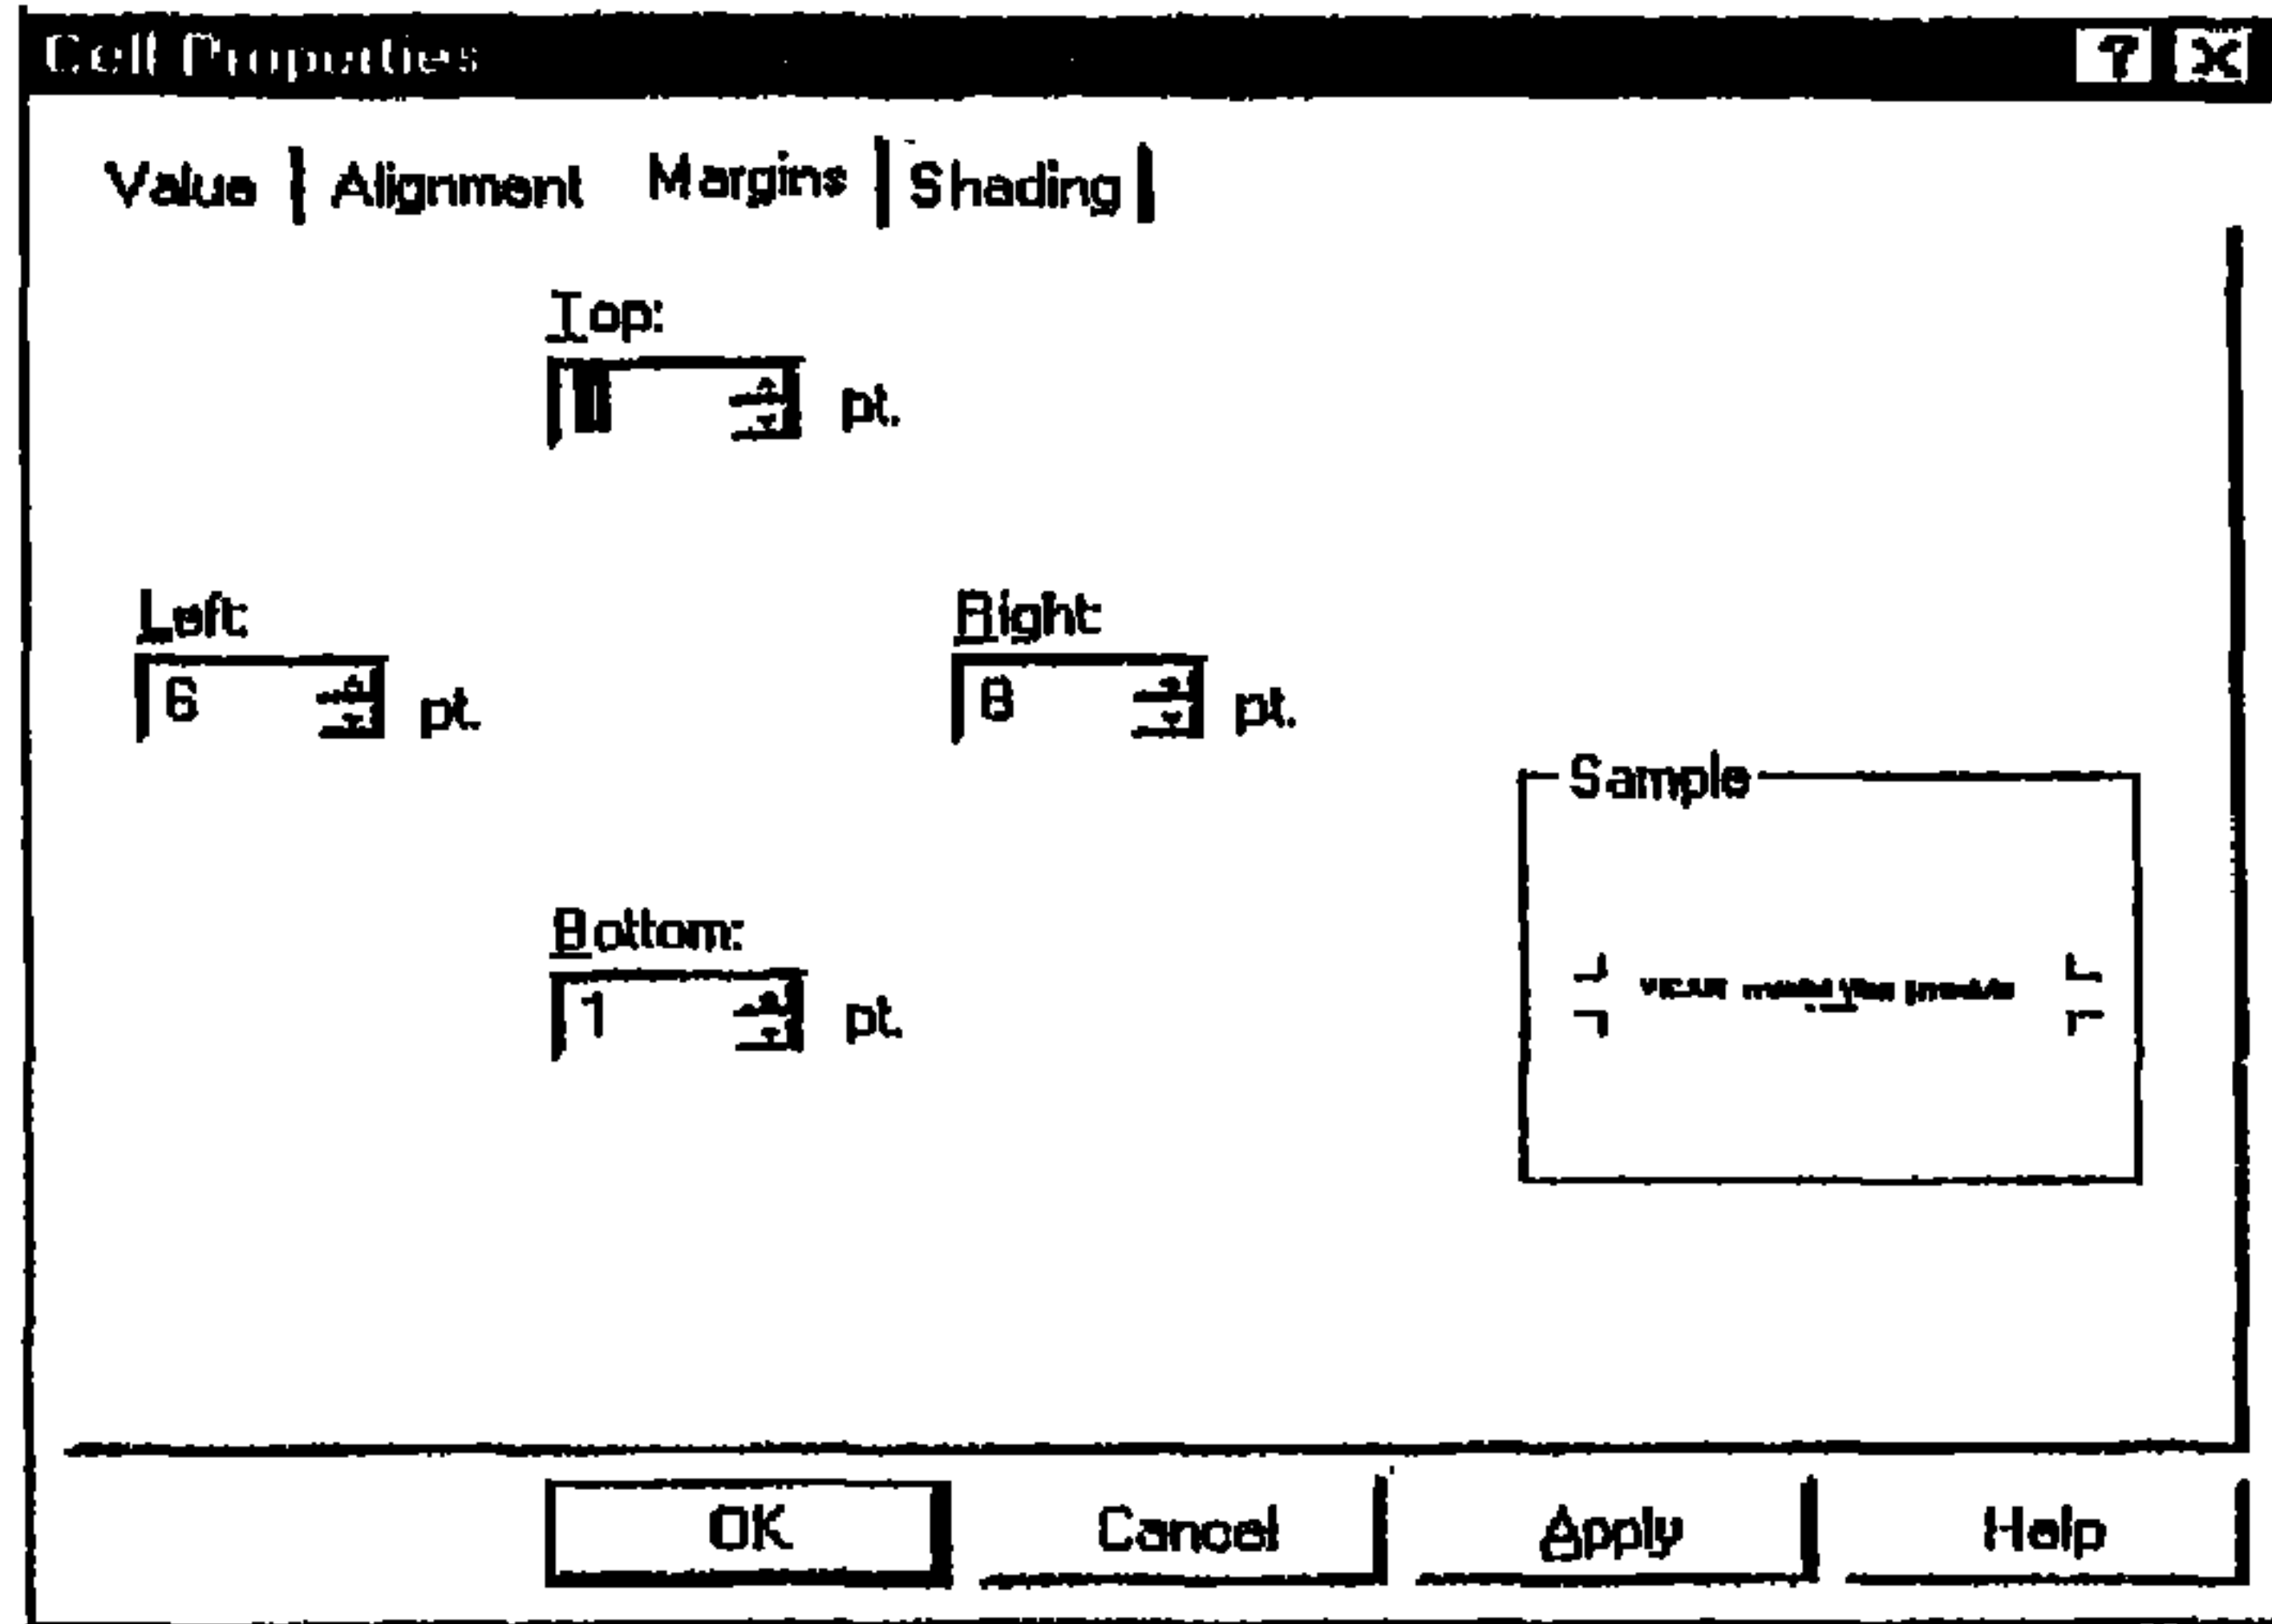 Cell Properties ? X
Value Alignment Margins Shading
Top:
pt.
Left: Right:
6 pt. 8 pt.
Sample
Bottom:
1 pt.
OK Cancel Apply Help